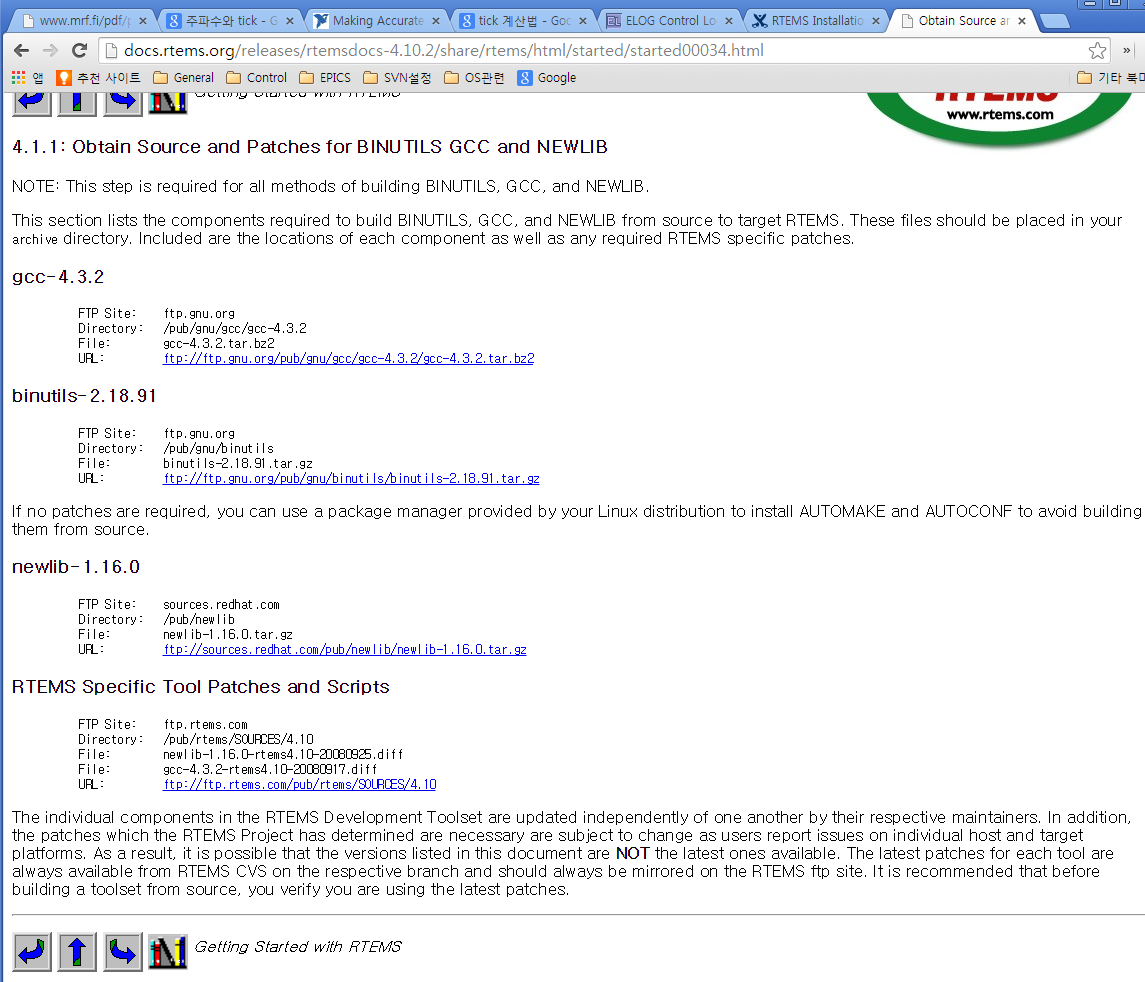 www.mrf.fi/pdf/p
주파수와 tick - G
Making Accurate
tick 계산법 - Goo
ELOG Control Lo
RTEMS Installatio
Obtain Source an
docs.rtems.org/releases/rtemsdocs-4.10.2/share/rtems/html/started/started00034.html
앱 추천 사이트 General Control EPICS SVN설정 OS관련 Google 기타 북마
Getting Started with RTEMS
RTEMS
www.rtems.com
4.1.1: Obtain Source and Patches for BINUTILS GCC and NEWLIB
NOTE: This step is required for all methods of building BINUTILS, GCC, and NEWLIB.
This section lists the components required to build BINUTILS, GCC, and NEWLIB from source to target RTEMS. These files should be placed in your
archive directory. Included are the locations of each component as well as any required RTEMS specific patches.
gcc-4.3.2
FTP Site: ftp.gnu.org
Directory: /pub/gnu/gcc/gcc-4.3.2
File: gcc-4.3.2.tar.bz2
URL: ftp://ftp.gnu.org/pub/gnu/gcc/gcc-4.3.2/gcc-4.3.2.tar.bz2
binutils-2.18.91
FTP Site: ftp.gnu.org
Directory: /pub/gnu/binutils
File: binutils-2.18.91.tar.gz
URL: ftp://ftp.gnu.org/pub/gnu/binutils/binutils-2.18.91.tar.gz
If no patches are required, you can use a package manager provided by your Linux distribution to install AUTOMAKE and AUTOCONF to avoid building
them from source.
newlib-1.16.0
FTP Site: sources.redhat.com
Directory: /pub/newlib
File: newlib-1.16.0.tar.gz
URL: ftp://sources.redhat.com/pub/newlib/newlib-1.16.0.tar.gz
RTEMS Specific Tool Patches and Scripts
FTP Site: ftp.rtems.com
Directory: /pub/rtems/SOURCES/4.10
File: newlib-1.16.0-rtems4.10-20080925.diff
File: gcc-4.3.2-rtems4.10-20080917.diff
URL: ftp://ftp.rtems.com/pub/rtems/SOURCES/4.10
The individual components in the RTEMS Development Toolset are updated independently of one another by their respective maintainers. In addition,
the patches which the RTEMS Project has determined are necessary are subject to change as users report issues on individual host and target
platforms. As a result, it is possible that the versions listed in this document are NOT the latest ones available. The latest patches for each tool are
always available from RTEMS CVS on the respective branch and should always be mirrored on the RTEMS ftp site. It is recommended that before
building a toolset from source, you verify you are using the latest patches.
Getting Started with RTEMS